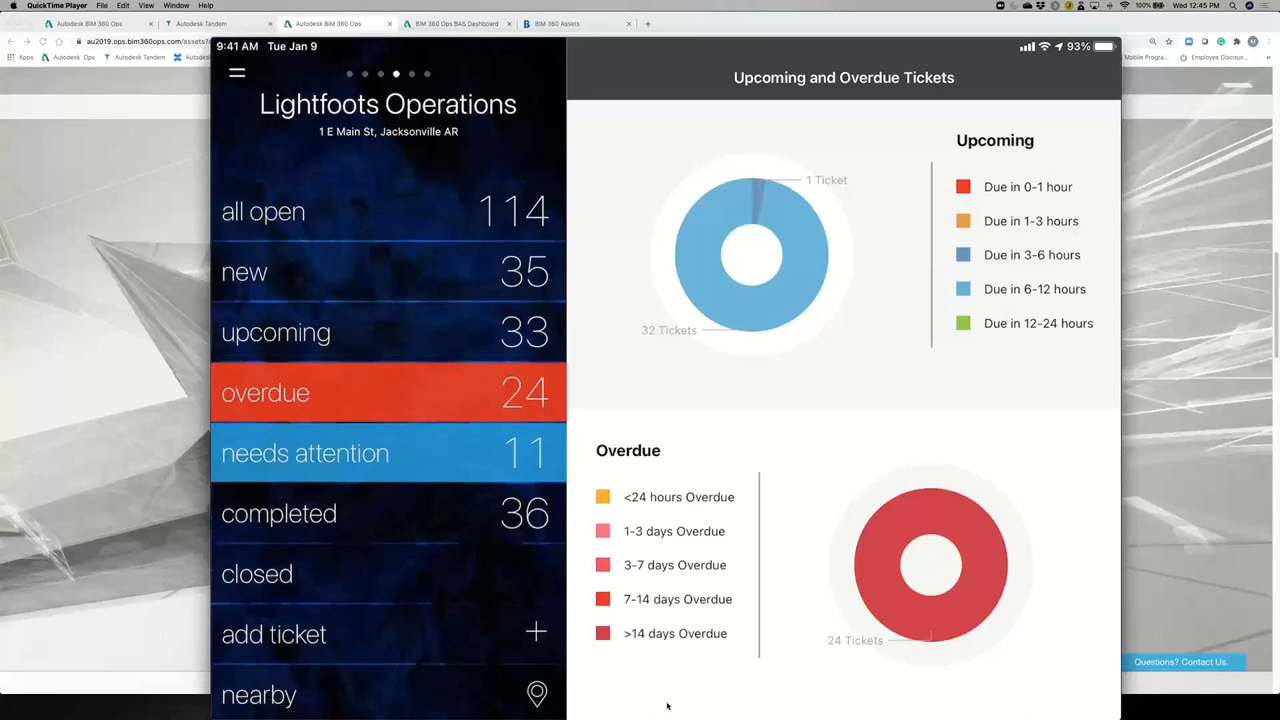 QuickTime Player File Edit View Window Help
100% Wed 12:45 PM
Autodesk BIM 360 Ops
Autodesk Tandem
Autodesk BIM 360 Ops
BIM 360 Ops BAS Dashboard
BIM 360 Assets
au2019.ops.bim360ops.com/assets?
Apps Autodesk Ops Autodesk Tandem Autodesk
Mobile Progra... Employee Discoun...
9:41 AM Tue Jan 9
93%
Lightfoots Operations
1 E Main St, Jacksonville AR
all open 114
new 35
upcoming 33
overdue 24
needs attention 11
completed 36
closed
add ticket +
nearby
Upcoming and Overdue Tickets
1 Ticket
32 Tickets
Upcoming
Due in 0-1 hour
Due in 1-3 hours
Due in 3-6 hours
Due in 6-12 hours
Due in 12-24 hours
Overdue
<24 hours Overdue
1-3 days Overdue
3-7 days Overdue
7-14 days Overdue
>14 days Overdue
24 Tickets
Questions? Contact Us.